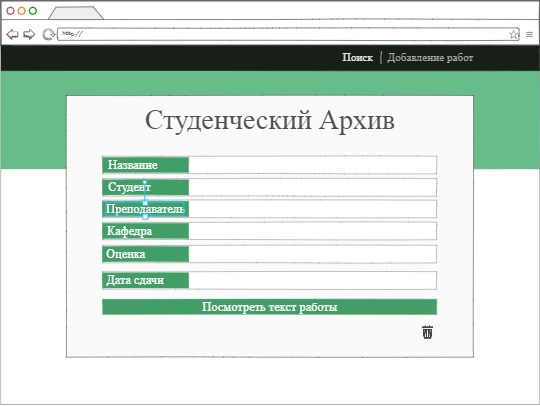 http://
Поиск | Добавление работ
Студенческий Архив
Название
Студент
Преподаватель
Кафедра
Оценка
Дата сдачи
Посмотреть текст работы